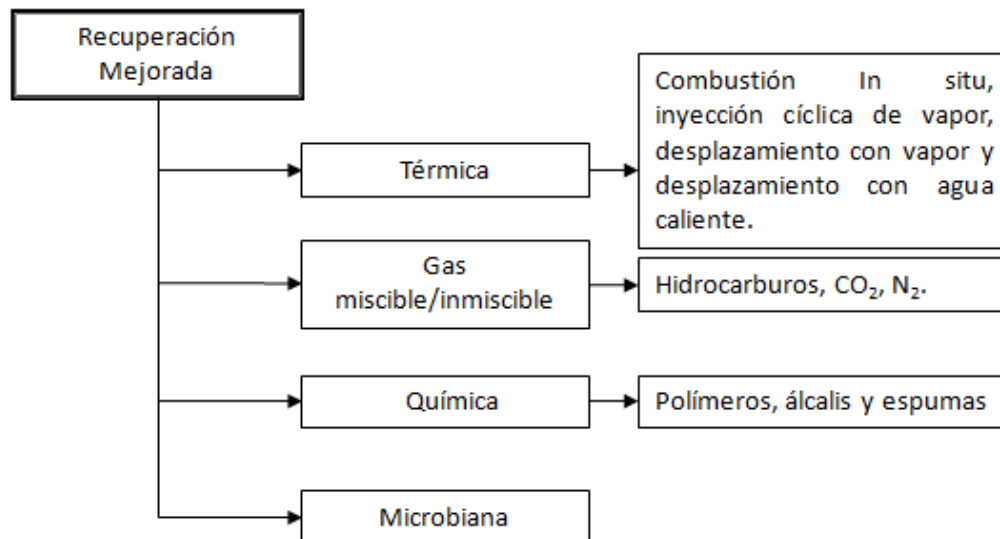 Recuperación
Mejorada
Térmica
Combustión In situ,
inyección cíclica de vapor,
desplazamiento con vapor y
desplazamiento con agua
caliente.
Gas
miscible/inmiscible
Hidrocarburos, CO₂, N₂.
Química
Polímeros, álcalis y espumas
Microbiana